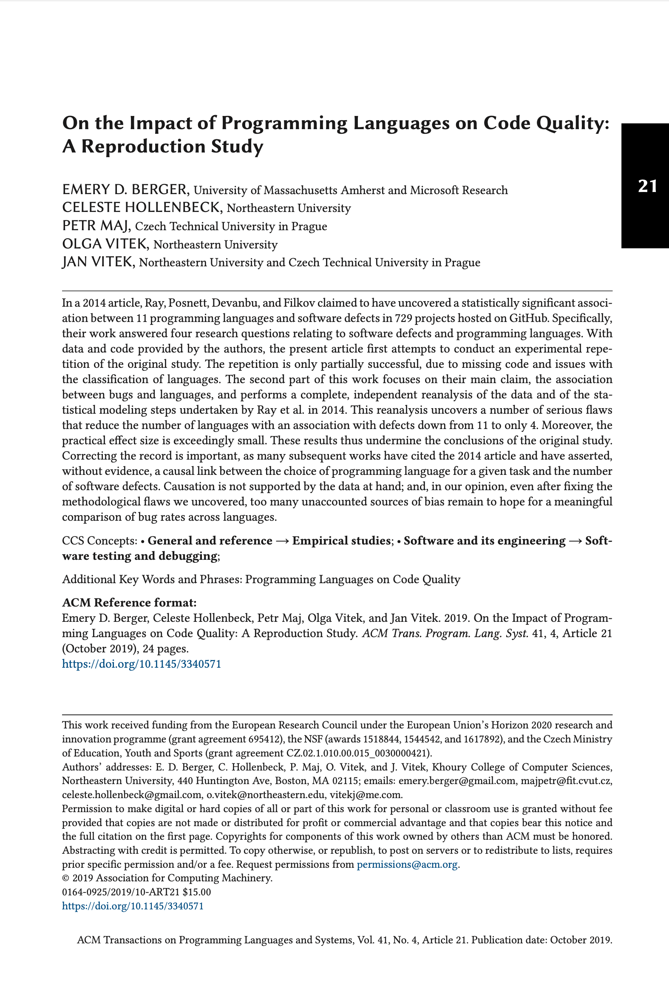 On the Impact of Programming Languages on Code Quality:
A Reproduction Study
21
EMERY D. BERGER, University of Massachusetts Amherst and Microsoft Research
CELESTE HOLLENBECK, Northeastern University
PETR MAJ, Czech Technical University in Prague
OLGA VITEK, Northeastern University
JAN VITEK, Northeastern University and Czech Technical University in Prague
In a 2014 article, Ray, Posnett, Devanbu, and Filkov claimed to have uncovered a statistically significant associ-
ation between 11 programming languages and software defects in 729 projects hosted on GitHub. Specifically,
their work answered four research questions relating to software defects and programming languages. With
data and code provided by the authors, the present article first attempts to conduct an experimental repe-
tition of the original study. The repetition is only partially successful, due to missing code and issues with
the classification of languages. The second part of this work focuses on their main claim, the association
between bugs and languages, and performs a complete, independent reanalysis of the data and of the sta-
tistical modeling steps undertaken by Ray et al. in 2014. This reanalysis uncovers a number of serious flaws
that reduce the number of languages with an association with defects down from 11 to only 4. Moreover, the
practical effect size is exceedingly small. These results thus undermine the conclusions of the original study.
Correcting the record is important, as many subsequent works have cited the 2014 article and have asserted,
without evidence, a causal link between the choice of programming language for a given task and the number
of software defects. Causation is not supported by the data at hand; and, in our opinion, even after fixing the
methodological flaws we uncovered, too many unaccounted sources of bias remain to hope for a meaningful
comparison of bug rates across languages.
CCS Concepts: • General and reference → Empirical studies; • Software and its engineering → Soft-
ware testing and debugging;
Additional Key Words and Phrases: Programming Languages on Code Quality
ACM Reference format:
Emery D. Berger, Celeste Hollenbeck, Petr Maj, Olga Vitek, and Jan Vitek. 2019. On the Impact of Program-
ming Languages on Code Quality: A Reproduction Study. ACM Trans. Program. Lang. Syst. 41, 4, Article 21
(October 2019), 24 pages.
https://doi.org/10.1145/3340571
This work received funding from the European Research Council under the European Union’s Horizon 2020 research and
innovation programme (grant agreement 695412), the NSF (awards 1518844, 1544542, and 1617892), and the Czech Ministry
of Education, Youth and Sports (grant agreement CZ.02.1.010.00.015_0030000421).
Authors’ addresses: E. D. Berger, C. Hollenbeck, P. Maj, O. Vitek, and J. Vitek, Khoury College of Computer Sciences,
Northeastern University, 440 Huntington Ave, Boston, MA 02115; emails: emery.berger@gmail.com, majpetr@fit.cvut.cz,
celeste.hollenbeck@gmail.com, o.vitek@northeastern.edu, vitekj@me.com.
Permission to make digital or hard copies of all or part of this work for personal or classroom use is granted without fee
provided that copies are not made or distributed for profit or commercial advantage and that copies bear this notice and
the full citation on the first page. Copyrights for components of this work owned by others than ACM must be honored.
Abstracting with credit is permitted. To copy otherwise, or republish, to post on servers or to redistribute to lists, requires
prior specific permission and/or a fee. Request permissions from permissions@acm.org.
© 2019 Association for Computing Machinery.
0164-0925/2019/10-ART21 $15.00
https://doi.org/10.1145/3340571
ACM Transactions on Programming Languages and Systems, Vol. 41, No. 4, Article 21. Publication date: October 2019.